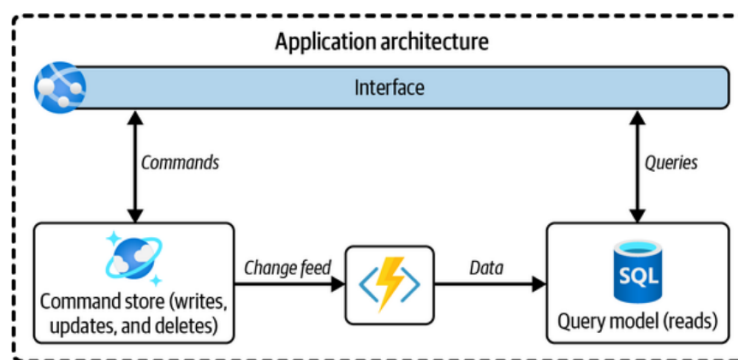 Application architecture
Interface
Commands
Queries
Change feed
Data
SQL
Command store (writes,
updates, and deletes)
Query model (reads)